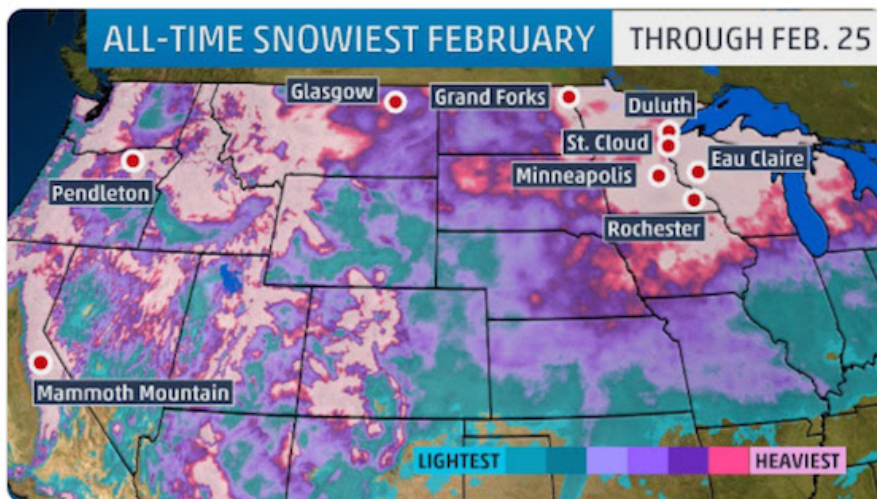 ALL-TIME SNOWIEST FEBRUARY
THROUGH FEB. 25
Glasgow
Grand Forks
Duluth
St. Cloud
Eau Claire
Minneapolis
Pendleton
Rochester
Mammoth Mountain
LIGHTEST
HEAVIEST